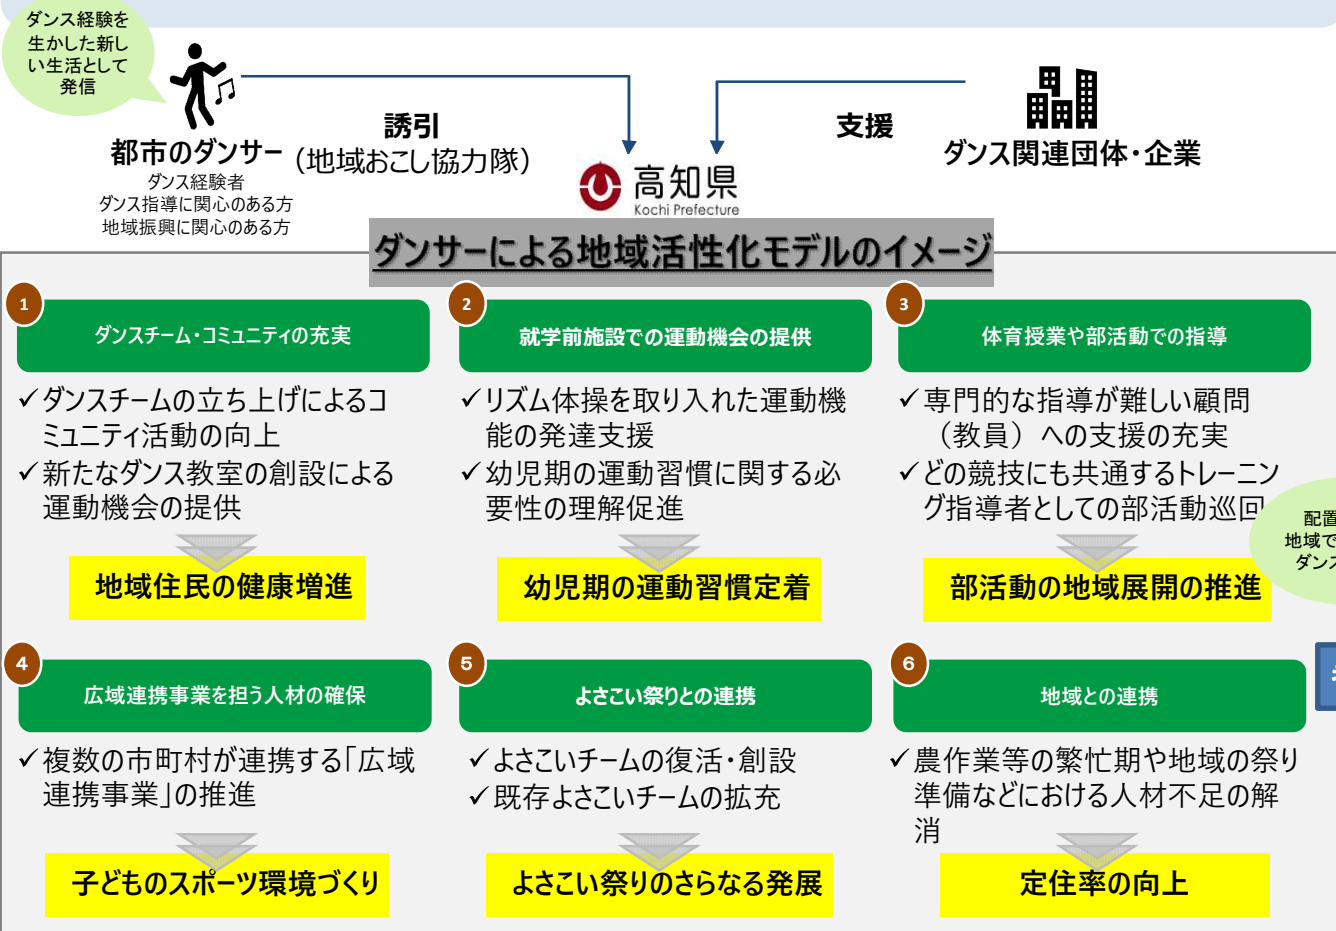 ダンス経験を
生かした新し
い生活として
発信
都市のダンサー
ダンス経験者
ダンス指導に関心のある方
地域振興に関心のある方
誘引
（地域おこし協力隊）
高知県
Kochi Prefecture
支援
ダンス関連団体・企業
ダンサーによる地域活性化モデルのイメージ
1
ダンスチーム・コミュニティの充実
✓ダンスチームの立ち上げによるコ
ミュニティ活動の向上
✓新たなダンス教室の創設による
運動機会の提供
地域住民の健康増進
2
就学前施設での運動機会の提供
✓リズム体操を取り入れた運動機
能の発達支援
✓幼児期の運動習慣に関する必
要性の理解促進
幼児期の運動習慣定着
3
体育授業や部活動での指導
✓専門的な指導が難しい顧問
（教員）への支援の充実
✓どの競技にも共通するトレーニン
グ指導者としての部活動巡回
部活動の地域展開の推進
配置
地域で
ダンス
4
広域連携事業を担う人材の確保
✓複数の市町村が連携する「広域
連携事業」の推進
子どものスポーツ環境づくり
5
よさこい祭りとの連携
✓よさこいチームの復活・創設
✓既存よさこいチームの拡充
よさこい祭りのさらなる発展
6
地域との連携
✓農作業等の繁忙期や地域の祭り
準備などにおける人材不足の解
消
定住率の向上